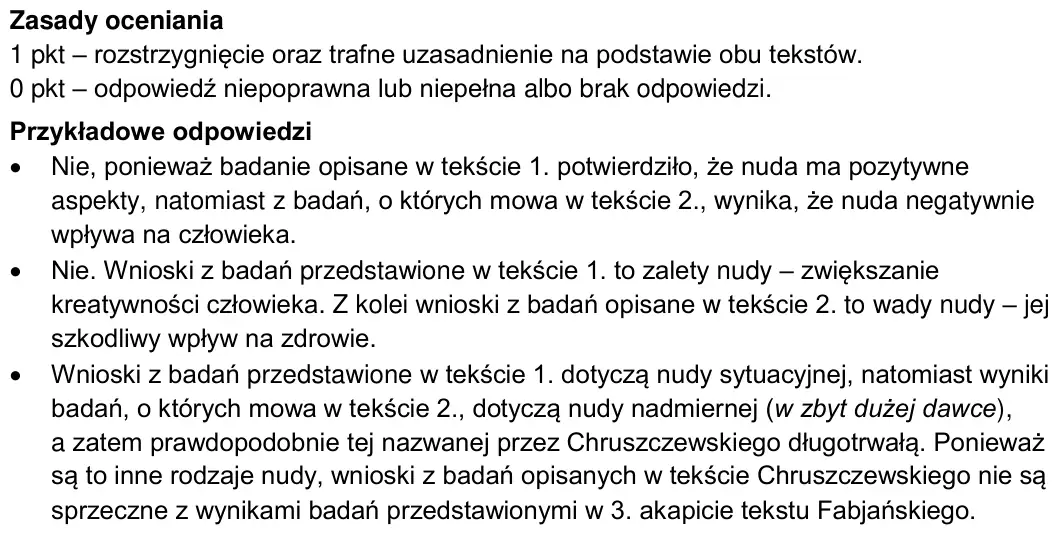 Zasady oceniania
1 pkt – rozstrzygnięcie oraz trafne uzasadnienie na podstawie obu tekstów.
0 pkt – odpowiedź niepoprawna lub niepełna albo brak odpowiedzi.
Przykładowe odpowiedzi
• Nie, ponieważ badanie opisane w tekście 1. potwierdziło, że nuda ma pozytywne
aspekty, natomiast z badań, o których mowa w tekście 2., wynika, że nuda negatywnie
wpływa na człowieka.
• Nie. Wnioski z badań przedstawione w tekście 1. to zalety nudy – zwiększanie
kreatywności człowieka. Z kolei wnioski z badań opisane w tekście 2. to wady nudy – jej
szkodliwy wpływ na zdrowie.
• Wnioski z badań przedstawione w tekście 1. dotyczą nudy sytuacyjnej, natomiast wyniki
badań, o których mowa w tekście 2., dotyczą nudy nadmiernej (w zbyt dużej dawce),
a zatem prawdopodobnie tej nazwanej przez Chruszczewskiego długotrwałą. Ponieważ
są to inne rodzaje nudy, wnioski z badań opisanych w tekście Chruszczewskiego nie są
sprzeczne z wynikami badań przedstawionymi w 3. akapicie tekstu Fabjańskiego.